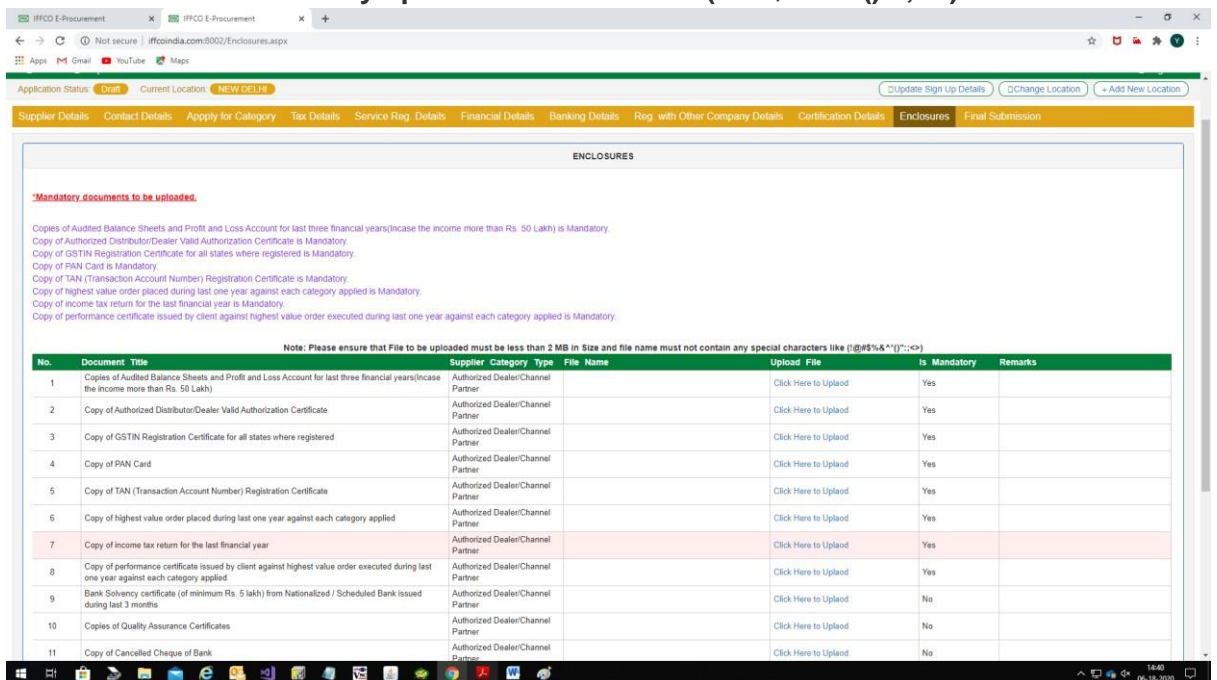 IFFCO E-Procurement
IFFCO E-Procurement
Not secure | iffcoindia.com:8002/Enclosures.aspx
Apps Gmail YouTube Maps
Application Status: Draft Current Location: NEW DELHI Update Sign Up Details Change Location + Add New Location
Supplier Details Contact Details Appply for Category Tax Details Service Reg. Details Financial Details Banking Details Reg. with Other Company Details Certification Details Enclosures Final Submission
ENCLOSURES
*Mandatory documents to be uploaded.
Copies of Audited Balance Sheets and Profit and Loss Account for last three financial years(Incase the income more than Rs. 50 Lakh) is Mandatory.
Copy of Authorized Distributor/Dealer Valid Authorization Certificate is Mandatory.
Copy of GSTIN Registration Certificate for all states where registered is Mandatory.
Copy of PAN Card is Mandatory.
Copy of TAN (Transaction Account Number) Registration Certificate is Mandatory.
Copy of highest value order placed during last one year against each category applied is Mandatory.
Copy of income tax return for the last financial year is Mandatory.
Copy of performance certificate issued by client against highest value order executed during last one year against each category applied is Mandatory.
Note: Please ensure that File to be uploaded must be less than 2 MB in Size and file name must not contain any special characters like (!@#$%&^*()":;<>)
No. Document Title Supplier Category Type File Name Upload File Is Mandatory Remarks
1 Copies of Audited Balance Sheets and Profit and Loss Account for last three financial years(Incase the income more than Rs. 50 Lakh) Authorized Dealer/Channel Partner Click Here to Uplaod Yes
2 Copy of Authorized Distributor/Dealer Valid Authorization Certificate Authorized Dealer/Channel Partner Click Here to Uplaod Yes
3 Copy of GSTIN Registration Certificate for all states where registered Authorized Dealer/Channel Partner Click Here to Uplaod Yes
4 Copy of PAN Card Authorized Dealer/Channel Partner Click Here to Uplaod Yes
5 Copy of TAN (Transaction Account Number) Registration Certificate Authorized Dealer/Channel Partner Click Here to Uplaod Yes
6 Copy of highest value order placed during last one year against each category applied Authorized Dealer/Channel Partner Click Here to Uplaod Yes
7 Copy of income tax return for the last financial year Authorized Dealer/Channel Partner Click Here to Uplaod Yes
8 Copy of performance certificate issued by client against highest value order executed during last one year against each category applied Authorized Dealer/Channel Partner Click Here to Uplaod Yes
9 Bank Solvency certificate (of minimum Rs. 5 lakh) from Nationalized / Scheduled Bank issued during last 3 months Authorized Dealer/Channel Partner Click Here to Uplaod No
10 Copies of Quality Assurance Certificates Authorized Dealer/Channel Partner Click Here to Uplaod No
11 Copy of Cancelled Cheque of Bank Authorized Dealer/Channel Partner Click Here to Uplaod No
14:40
06-18-2020